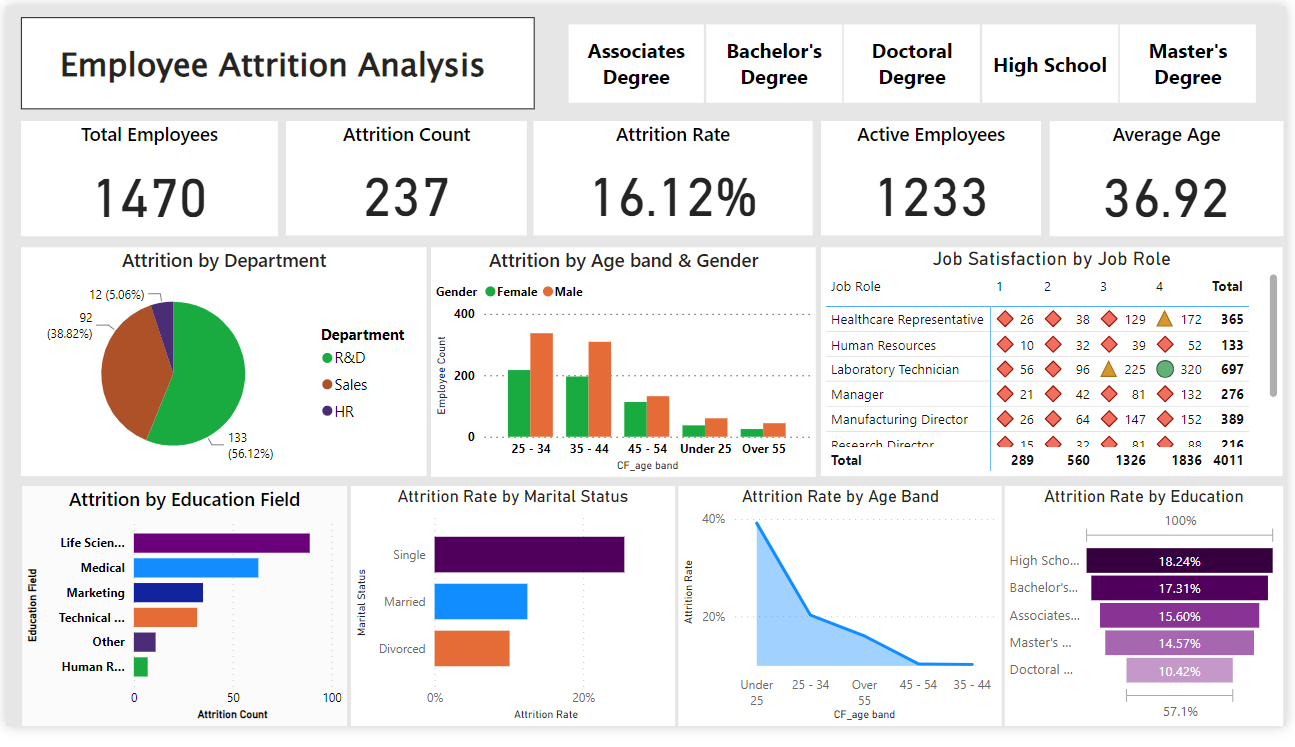 Employee Attrition Analysis
Associates
Degree
Bachelor's
Degree
Doctoral
Degree
High School
Master's
Degree
Total Employees
1470
Attrition Count
237
Attrition Rate
16.12%
Active Employees
1233
Average Age
36.92
Attrition by Department
12 (5.06%)
92
(38.82%)
133
(56.12%)
Department
R&D
Sales
HR
Attrition by Age band & Gender
Gender Female Male
Employee Count
400
200
0
25 - 34 35 - 44 45 - 54 Under 25 Over 55
CF_age band
Job Satisfaction by Job Role
Job Role 1 2 3 4 Total
Healthcare Representative 26 38 129 172 365
Human Resources 10 32 39 52 133
Laboratory Technician 56 96 225 320 697
Manager 21 42 81 132 276
Manufacturing Director 26 64 147 152 389
Research Director 15 32 81 88 216
Total 289 560 1326 1836 4011
Attrition by Education Field
Education Field
Life Scien...
Medical
Marketing
Technical ...
Other
Human R...
0 50 100
Attrition Count
Attrition Rate by Marital Status
Marital Status
Single
Married
Divorced
0% 20%
Attrition Rate
Attrition Rate by Age Band
Attrition Rate
40%
20%
Under
25
25 - 34
Over
55
45 - 54
35 - 44
CF_age band
Attrition Rate by Education
100%
High Scho... 18.24%
Bachelor's... 17.31%
Associates... 15.60%
Master's ... 14.57%
Doctoral ... 10.42%
57.1%